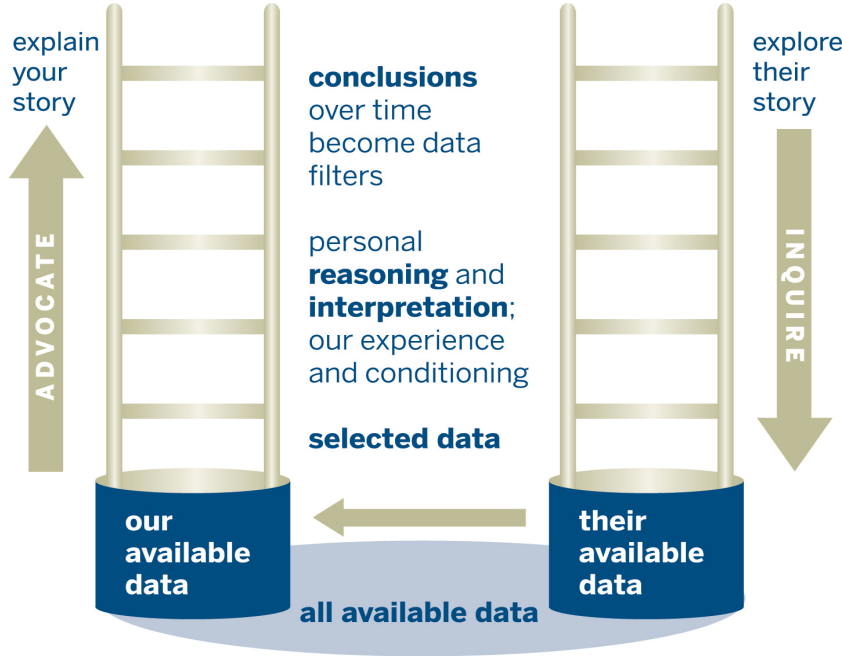 explain
your
story
ADVOCATE
conclusions
over time
become data
filters
personal
reasoning and
interpretation;
our experience
and conditioning
selected data
explore
their
story
INQUIRE
our
available
data
their
available
data
all available data